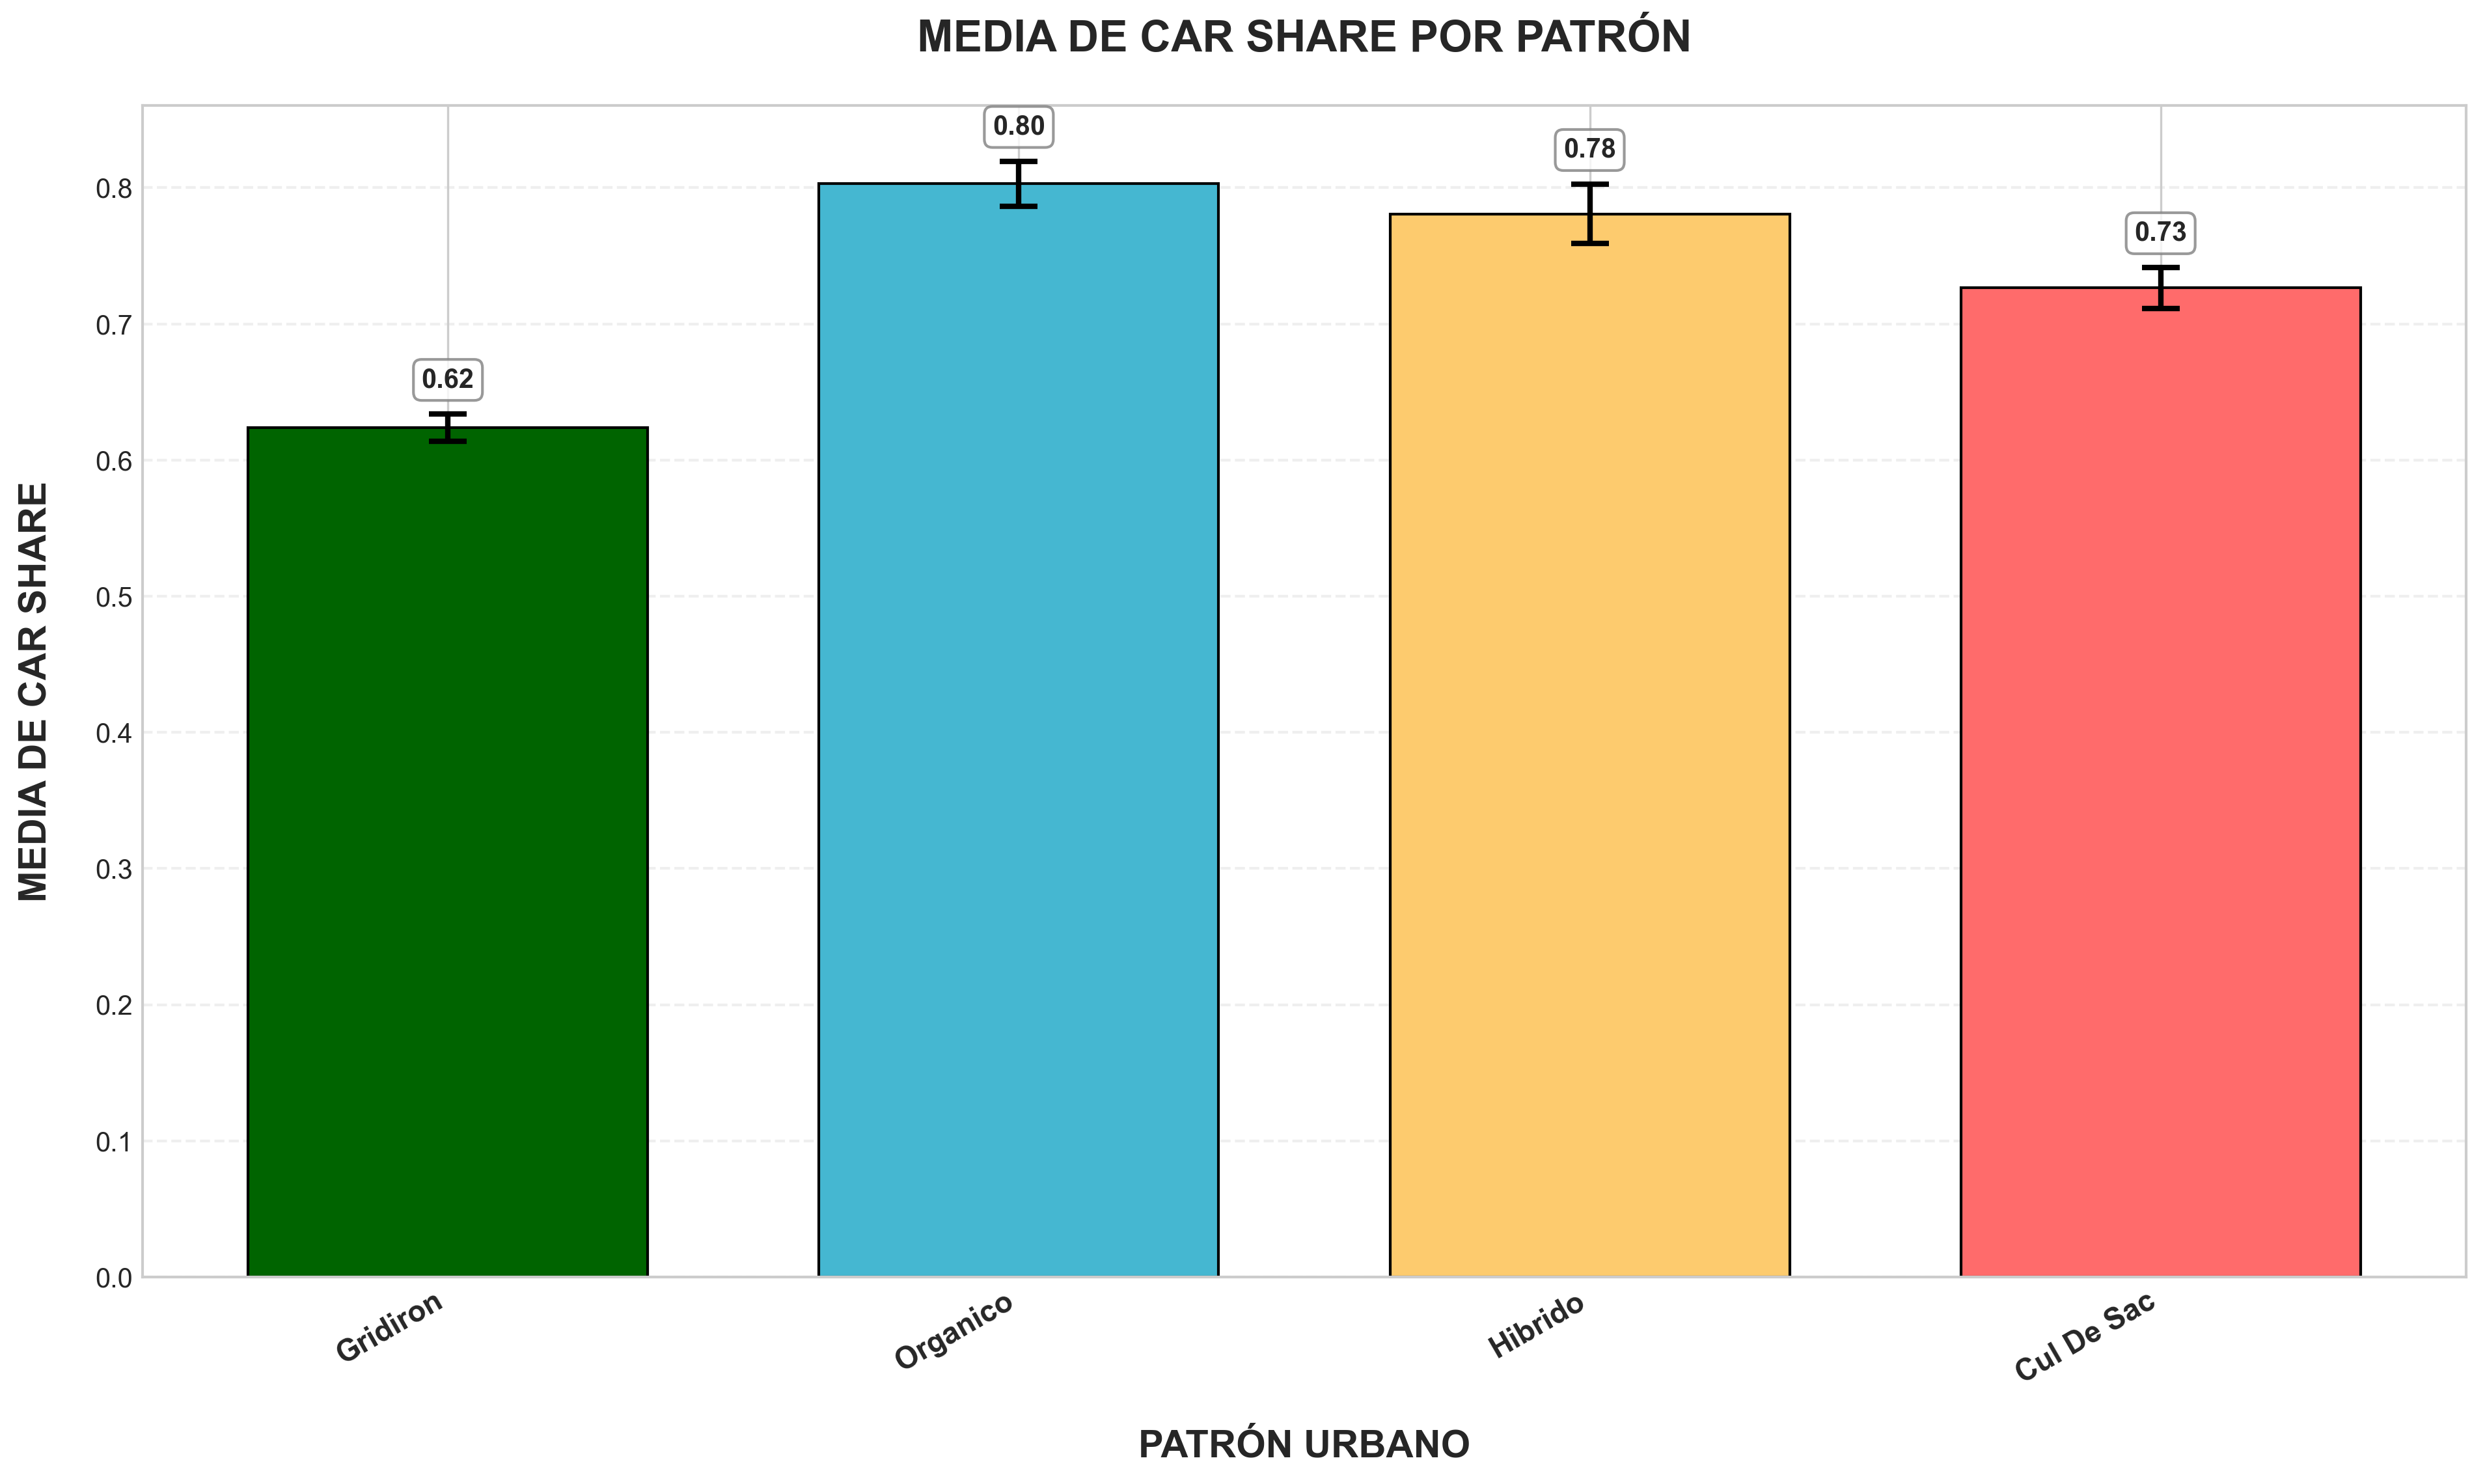 MEDIA DE CAR SHARE POR PATRÓN
MEDIA DE CAR SHARE
0.8
0.7
0.6
0.5
0.4
0.3
0.2
0.1
0.0
0.62
0.80
0.78
0.73
Gridiron
Organico
Hibrido
Cul De Sac
PATRÓN URBANO